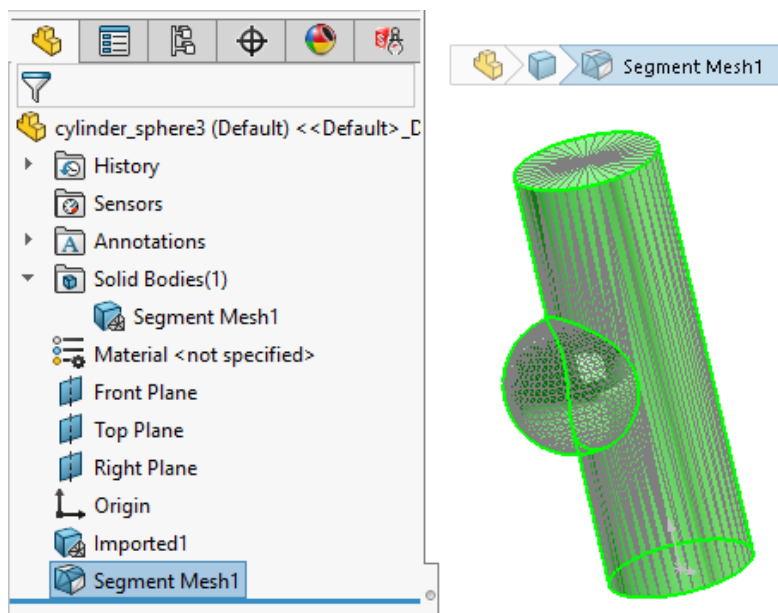 Segment Mesh1
cylinder_sphere3 (Default) <<Default>_D
History
Sensors
A Annotations
Solid Bodies(1)
Segment Mesh1
Material <not specified>
Front Plane
Top Plane
Right Plane
Origin
Imported1
Segment Mesh1